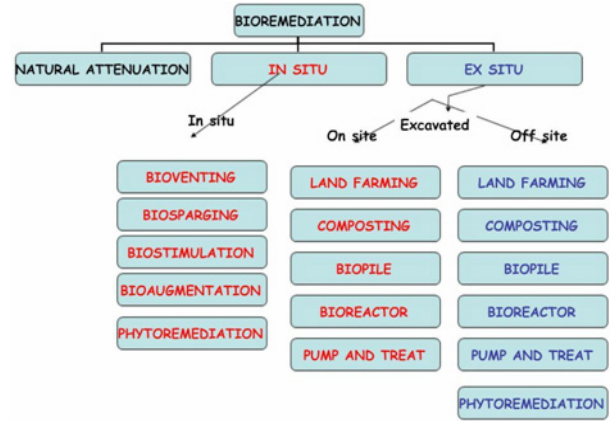 BIOREMEDIATION
NATURAL ATTENUATION
IN SITU
EX SITU
In situ
On site
Excavated
Off site
BIOVENTING
BIOSPARGING
BIOSTIMULATION
BIOAUGMENTATION
PHYTOREMEDIATION
LAND FARMING
COMPOSTING
BIOPILE
BIOREACTOR
PUMP AND TREAT
LAND FARMING
COMPOSTING
BIOPILE
BIOREACTOR
PUMP AND TREAT
PHYTOREMEDIATION